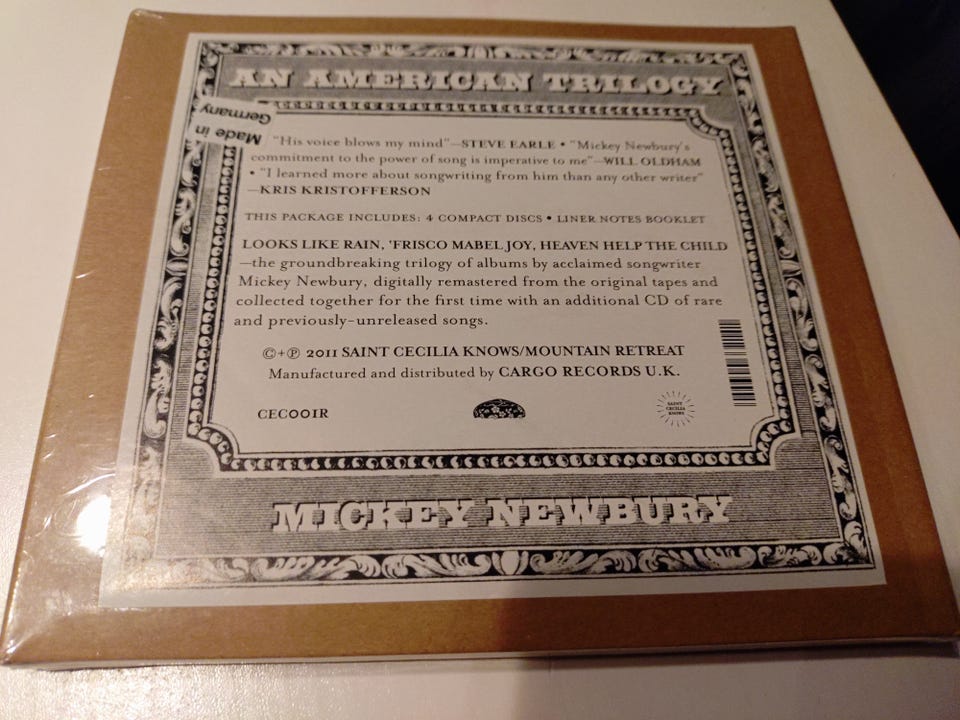 AN AMERICAN TRILOGY
Made in
Germany
"His voice blows my mind"—STEVE EARLE • "Mickey Newbury's
commitment to the power of song is imperative to me"—WILL OLDHAM
• "I learned more about songwriting from him than any other writer"
—KRIS KRISTOFFERSON
THIS PACKAGE INCLUDES: 4 COMPACT DISCS • LINER NOTES BOOKLET
LOOKS LIKE RAIN, 'FRISCO MABEL JOY, HEAVEN HELP THE CHILD
—the groundbreaking trilogy of albums by acclaimed songwriter
Mickey Newbury, digitally remastered from the original tapes and
collected together for the first time with an additional CD of rare
and previously-unreleased songs.
©+℗ 2011 SAINT CECILIA KNOWS/MOUNTAIN RETREAT
Manufactured and distributed by CARGO RECORDS U.K.
CEC001R
SAINT
CECILIA
KNOWS
MICKEY NEWBURY